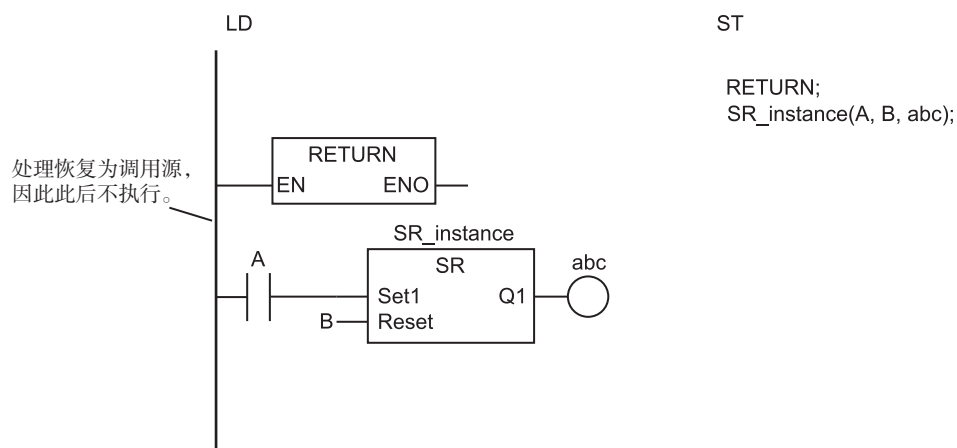 LD
ST
RETURN;
SR_instance(A, B, abc);
处理恢复为调用源，
因此此后不执行。
RETURN
EN ENO
SR_instance
A
SR
abc
Set1 Q1
B Reset